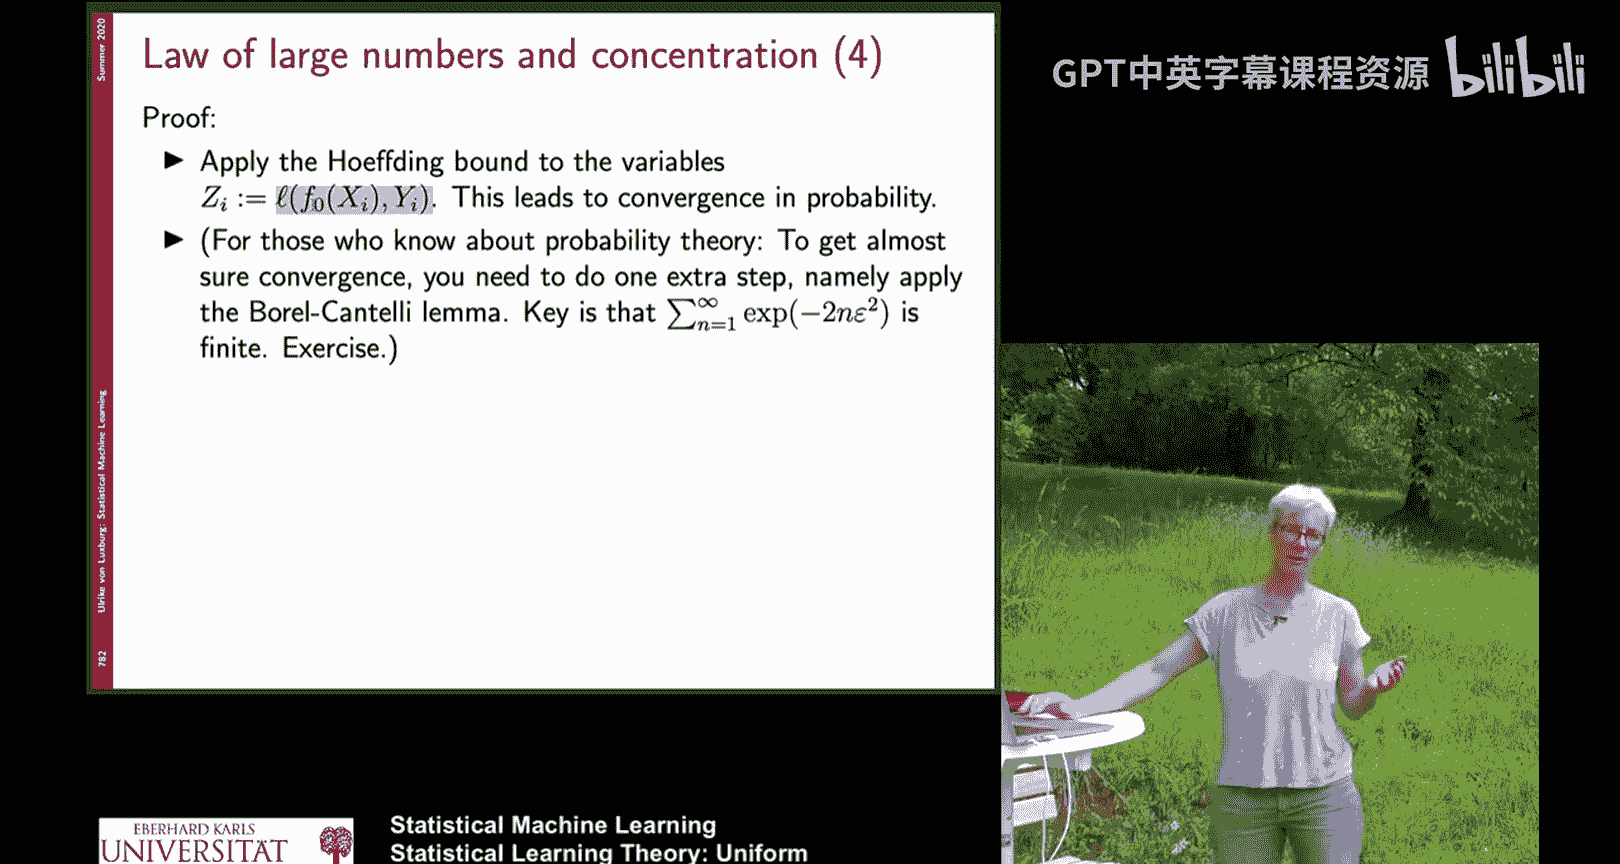 Summer 2020
Law of large numbers and concentration (4)
Proof:
► Apply the Hoeffding bound to the variables
Z_i := ℓ(f_0(X_i), Y_i). This leads to convergence in probability.
► (For those who know about probability theory: To get almost
sure convergence, you need to do one extra step, namely apply
the Borel-Cantelli lemma. Key is that ∑_{n=1}^∞ exp(−2nε²) is
finite. Exercise.)
Ulrike von Luxburg: Statistical Machine Learning
782
GPT中英字幕课程资源
bilibili
EBERHARD KARLS
UNIVERSITÄT
Statistical Machine Learning
Statistical Learning Theory: Uniform